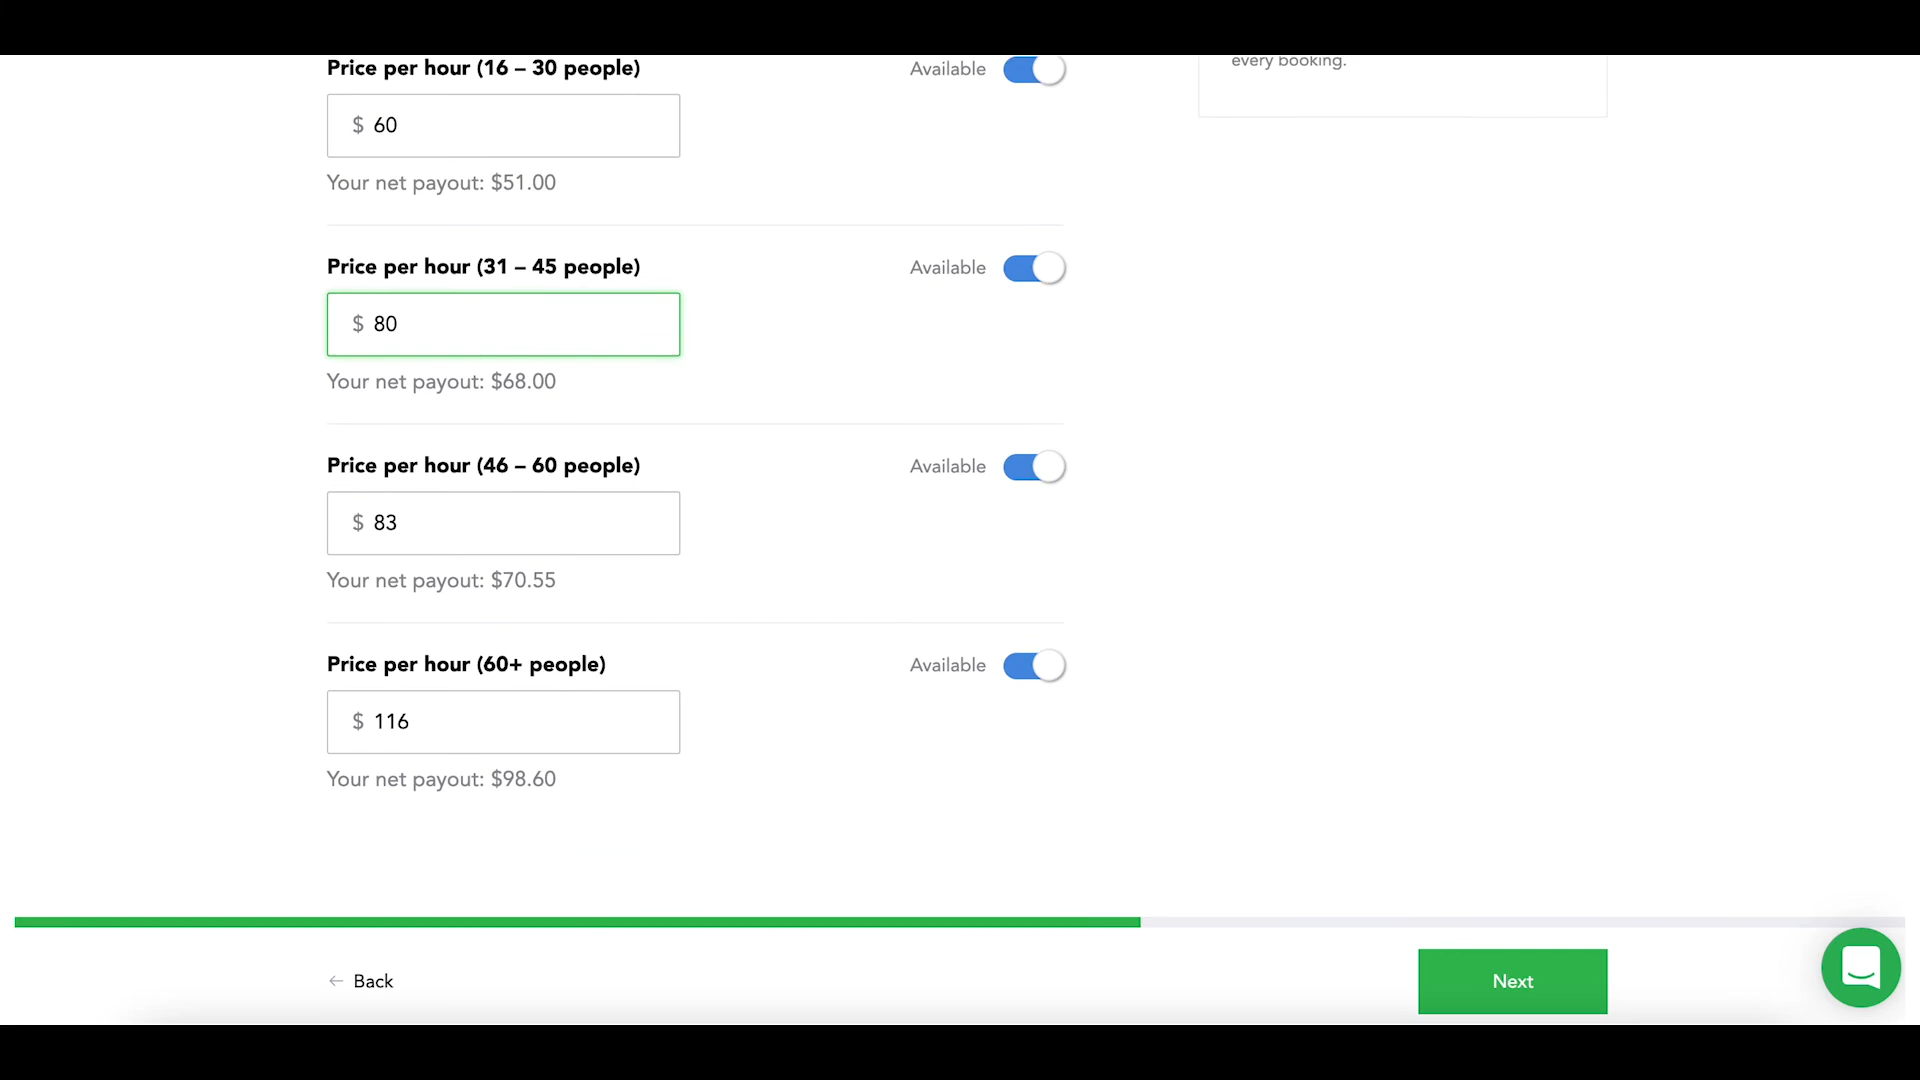 Price per hour (16 – 30 people)
Available
every booking.
$ 60
Your net payout: $51.00
Price per hour (31 – 45 people)
Available
$ 80
Your net payout: $68.00
Price per hour (46 – 60 people)
Available
$ 83
Your net payout: $70.55
Price per hour (60+ people)
Available
$ 116
Your net payout: $98.60
← Back
Next